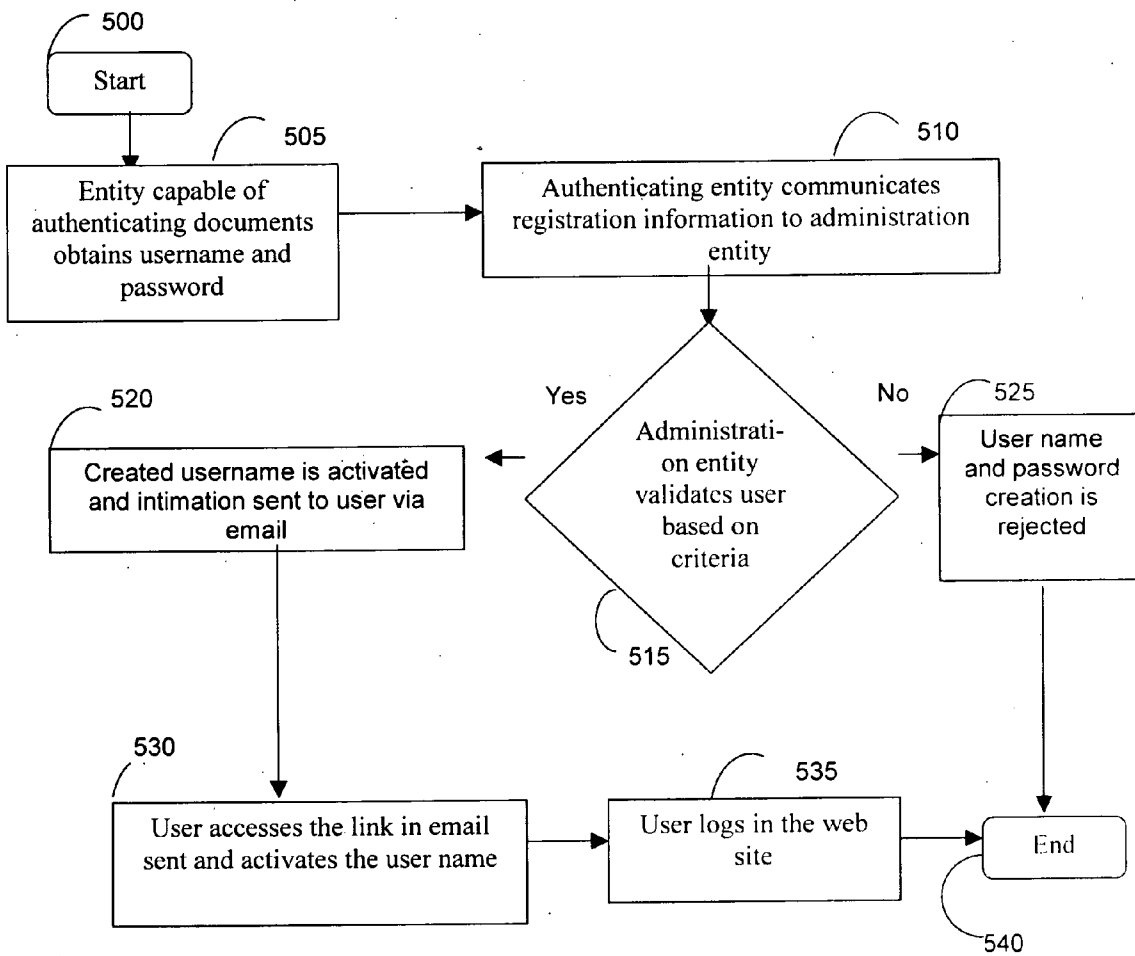 500
Start
505
Entity capable of
authenticating documents
obtains username and
password
510
Authenticating entity communicates
registration information to administration
entity
Yes
No
Administrati-
on entity
validates user
based on
criteria
515
520
Created username is activated
and intimation sent to user via
email
525
User name
and password
creation is
rejected
530
User accesses the link in email
sent and activates the user name
535
User logs in the web
site
End
540